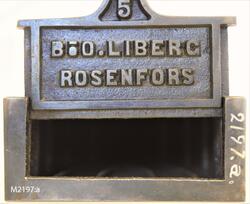 5
B:O.LIBERG
ROSENFORS
2197.a.
M2197:a